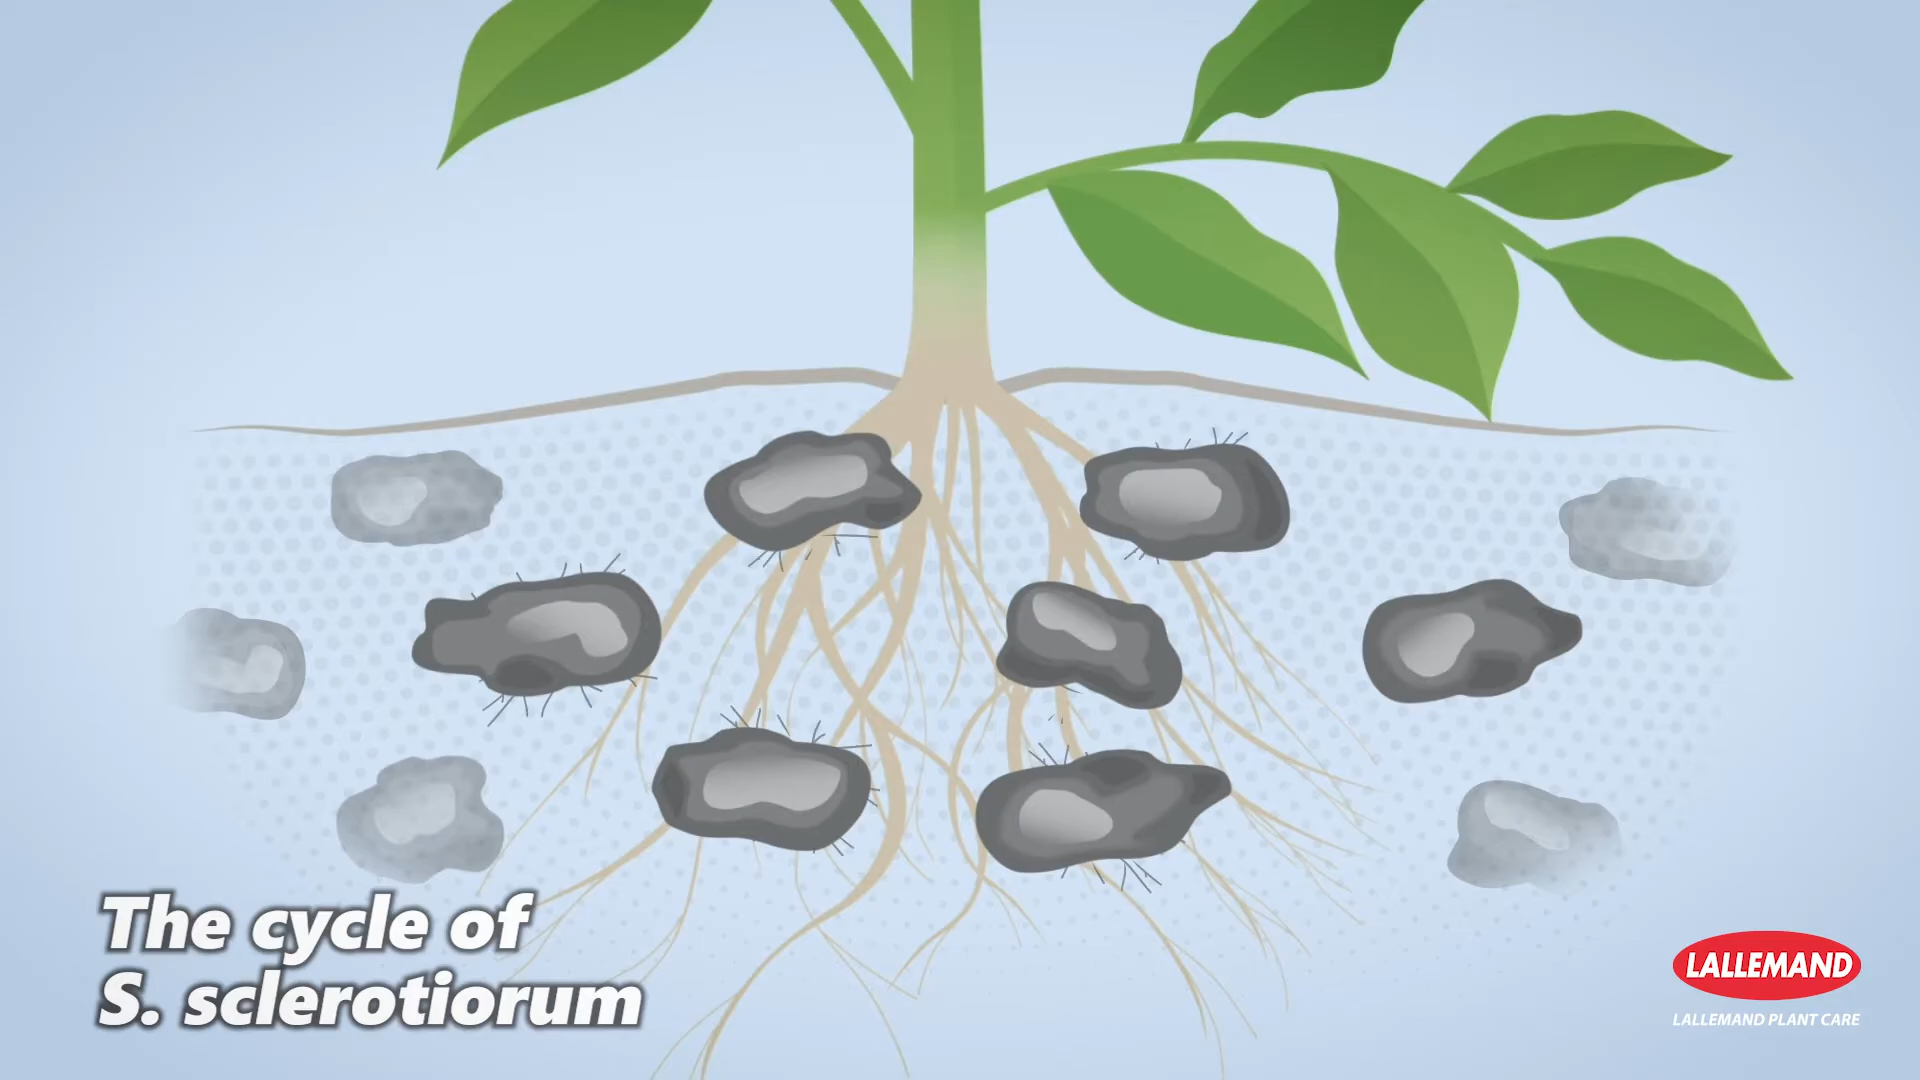 The cycle of
S. sclerotiorum
LALLEMAND
LALLEMAND PLANT CARE